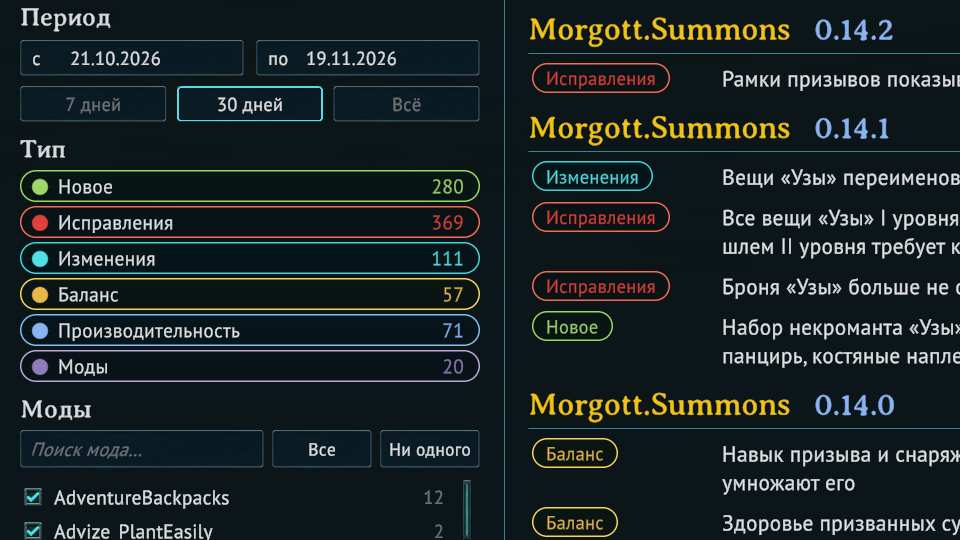 Период
с 21.10.2026 по 19.11.2026
7 дней 30 дней Всё
Тип
Новое 280
Исправления 369
Изменения 111
Баланс 57
Производительность 71
Моды 20
Моды
Поиск мода... Все Ни одного
AdventureBackpacks 12
Advize_PlantEasily 2
Morgott.Summons 0.14.2
Исправления Рамки призывов показы
Morgott.Summons 0.14.1
Изменения Вещи «Узы» переименов
Исправления Все вещи «Узы» I уровня
шлем II уровня требует к
Исправления Броня «Узы» больше не с
Новое Набор некроманта «Узы»
панцирь, костяные напле
Morgott.Summons 0.14.0
Баланс Навык призыва и снаряж
умножают его
Баланс Здоровье призванных су